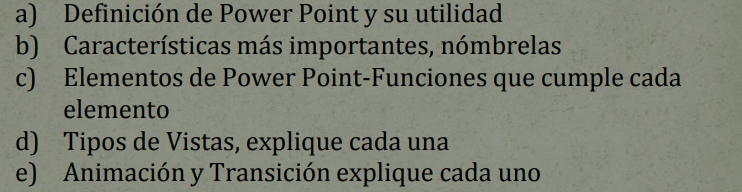 a) Definición de Power Point y su utilidad
b) Características más importantes, nómbrelas
c) Elementos de Power Point-Funciones que cumple cada
elemento
d) Tipos de Vistas, explique cada una
e) Animación y Transición explique cada uno